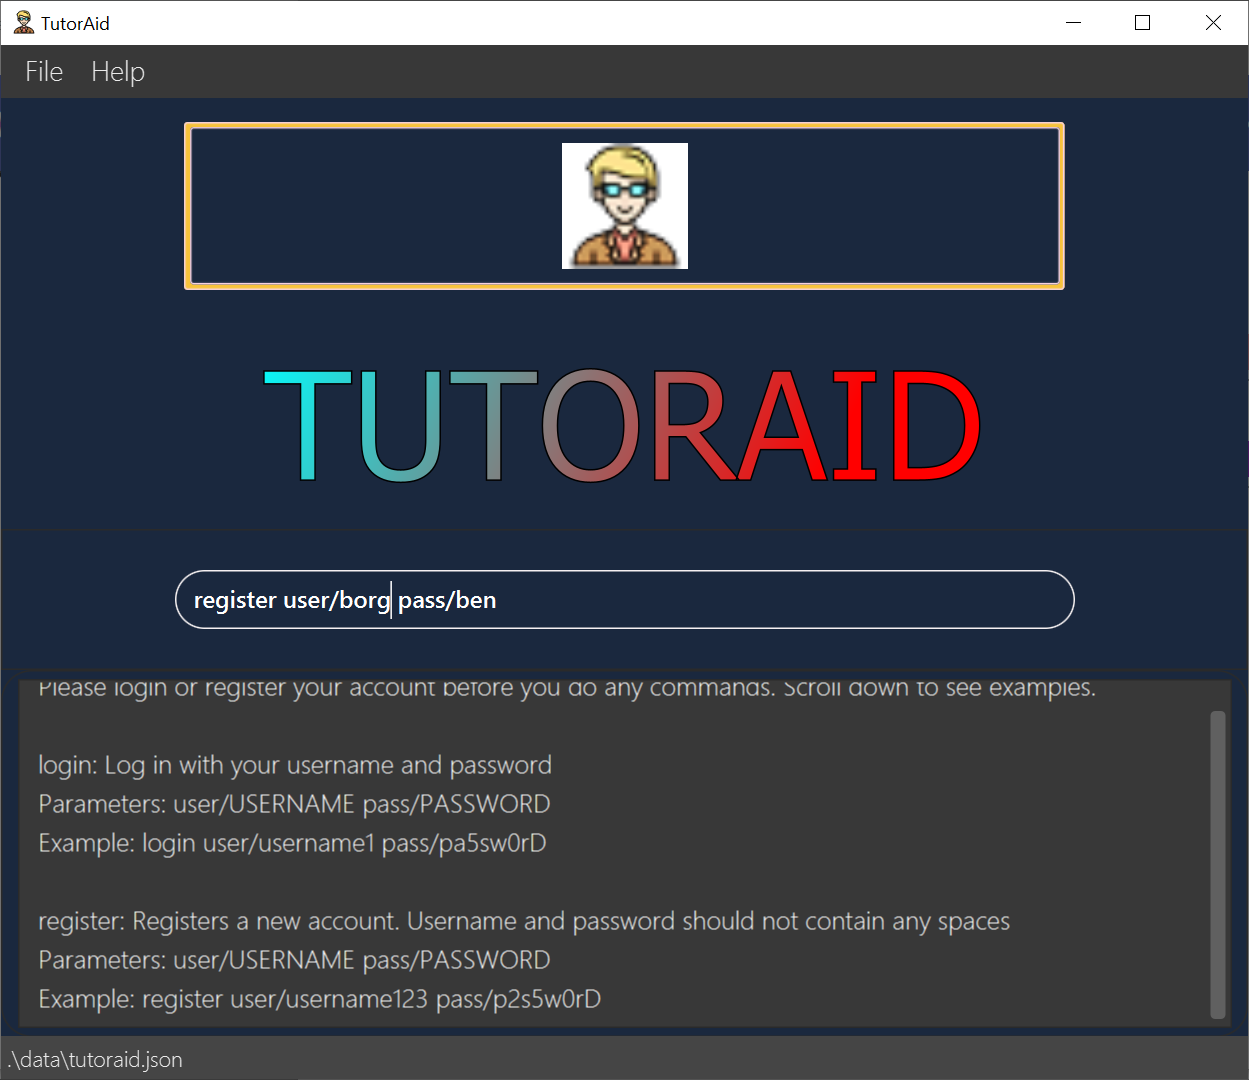 TutorAid
File Help
TUTORAID
register user/borg pass/ben
Please login or register your account before you do any commands. Scroll down to see examples.
login: Log in with your username and password
Parameters: user/USERNAME pass/PASSWORD
Example: login user/username1 pass/pa5sw0rD
register: Registers a new account. Username and password should not contain any spaces
Parameters: user/USERNAME pass/PASSWORD
Example: register user/username123 pass/p2s5w0rD
.\data\tutoraid.json